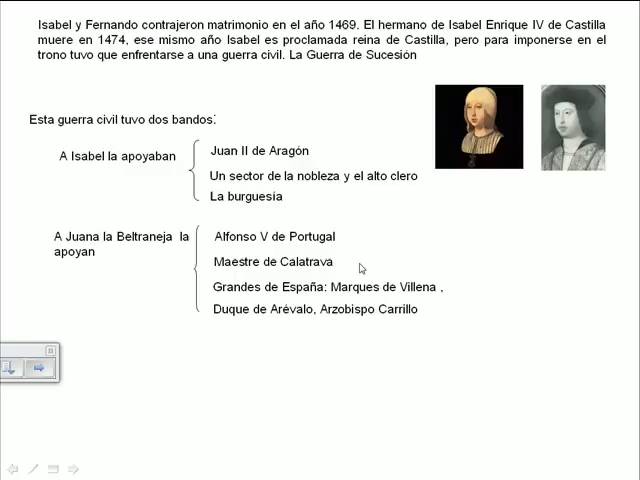 Isabel y Fernando contrajeron matrimonio en el año 1469. El hermano de Isabel Enrique IV de Castilla
muere en 1474, ese mismo año Isabel es proclamada reina de Castilla, pero para imponerse en el
trono tuvo que enfrentarse a una guerra civil. La Guerra de Sucesión
Esta guerra civil tuvo dos bandos:
A Isabel la apoyaban
Juan II de Aragón
Un sector de la nobleza y el alto clero
La burguesía
A Juana la Beltraneja la
apoyan
Alfonso V de Portugal
Maestre de Calatrava
Grandes de España: Marques de Villena ,
Duque de Arévalo, Arzobispo Carrillo